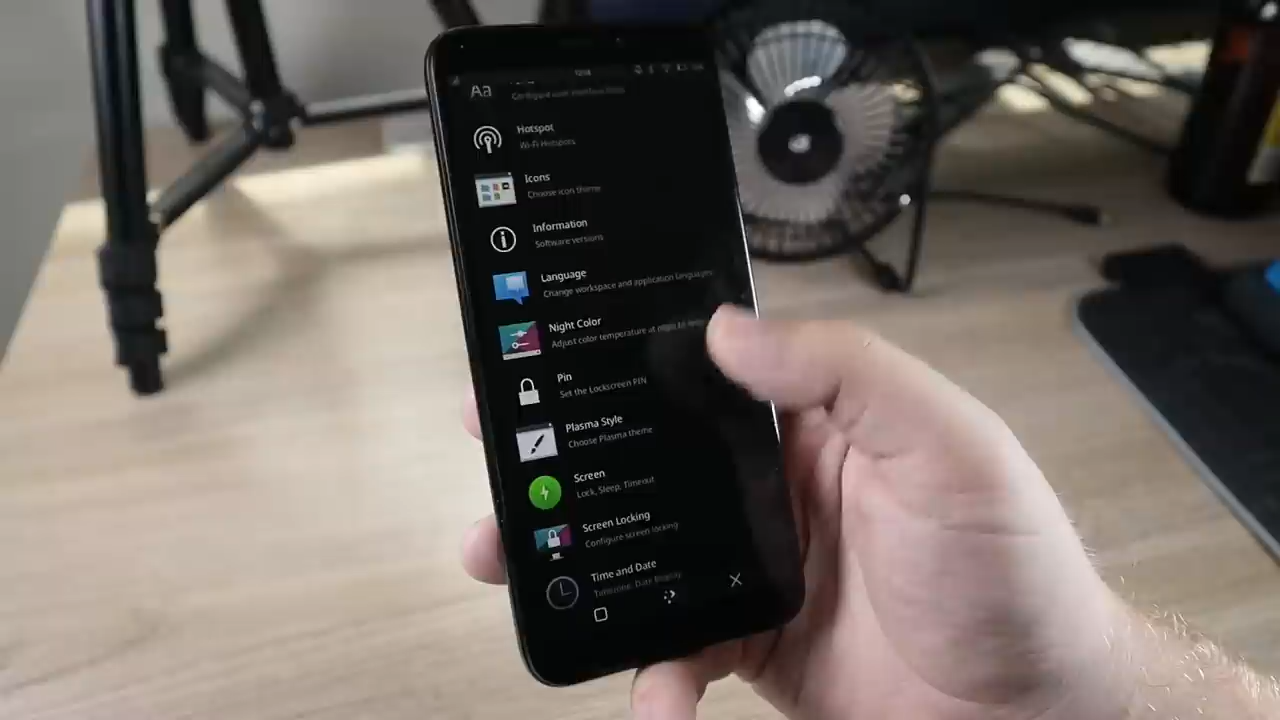 Aa
Configure user interface fonts
Hotspot
Wi-Fi Hotspots
Icons
Choose icon theme
Information
Software versions
Language
Change workspace and application languages
Night Color
Adjust color temperature at night to
Pin
Set the Lockscreen PIN
Plasma Style
Choose Plasma theme
Screen
Lock, Sleep, Timeout
Screen Locking
Configure screen locking
Time and Date
Timezone, Date Display